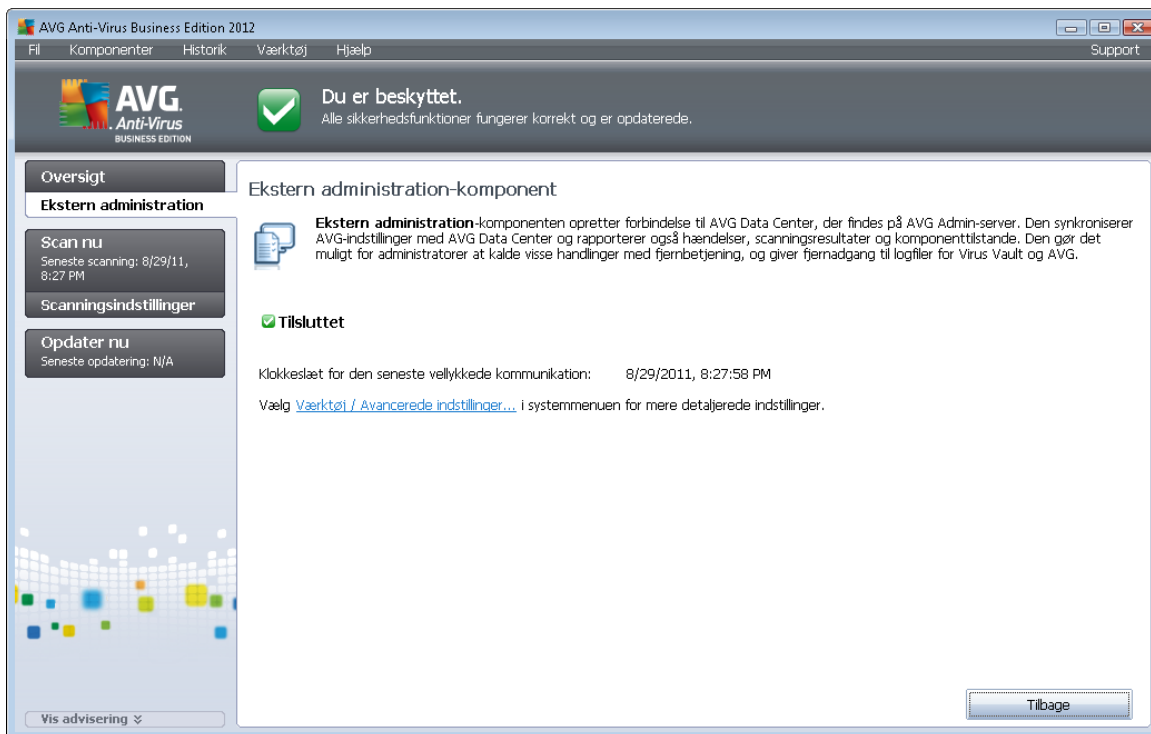 AVG Anti-Virus Business Edition 2012
Fil Komponenter Historik Værktøj Hjælp Support
AVG.
Anti-Virus
BUSINESS EDITION
Du er beskyttet.
Alle sikkerhedsfunktioner fungerer korrekt og er opdaterede.
Oversigt
Ekstern administration
Scan nu
Seneste scanning: 8/29/11,
8:27 PM
Scanningsindstillinger
Opdater nu
Seneste opdatering: N/A
Vis advisering
Ekstern administration-komponent
Ekstern administration-komponenten opretter forbindelse til AVG Data Center, der findes på AVG Admin-server. Den synkroniserer
AVG-indstillinger med AVG Data Center og rapporterer også hændelser, scanningsresultater og komponenttilstande. Den gør det
muligt for administratorer at kalde visse handlinger med fjernbetjening, og giver fjernadgang til logfiler for Virus Vault og AVG.
Tilsluttet
Klokkeslæt for den seneste vellykkede kommunikation: 8/29/2011, 8:27:58 PM
Vælg Værktøj / Avancerede indstillinger... i systemmenuen for mere detaljerede indstillinger.
Tilbage